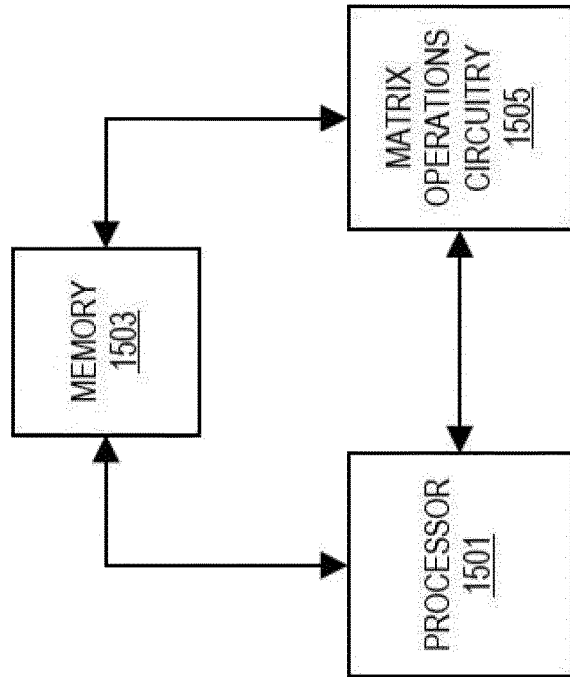 PROCESSOR
1501
MEMORY
1503
MATRIX
OPERATIONS
CIRCUITRY
1505